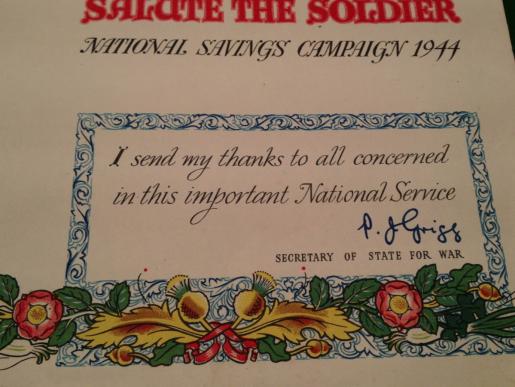 SALUTE THE SOLDIER
NATIONAL SAVINGS CAMPAIGN 1944
I send my thanks to all concerned
in this important National Service
P. J Grigg
SECRETARY OF STATE FOR WAR